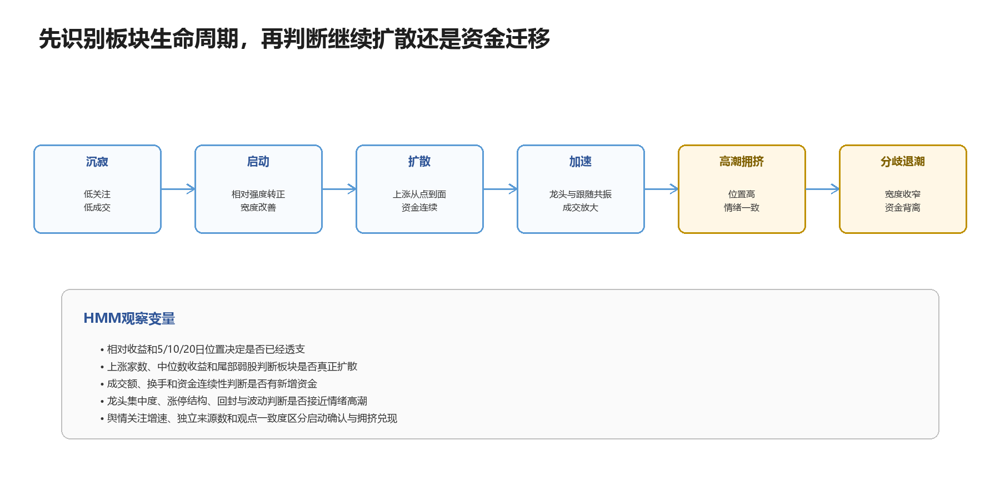 先识别板块生命周期，再判断继续扩散还是资金迁移
沉寂
低关注
低成交
启动
相对强度转正
宽度改善
扩散
上涨从点到面
资金连续
加速
龙头与跟随共振
成交放大
高潮拥挤
位置高
情绪一致
分歧退潮
宽度收窄
资金背离
HMM观察变量
• 相对收益和5/10/20日位置决定是否已经透支
• 上涨家数、中位数收益和尾部弱股判断板块是否真正扩散
• 成交额、换手和资金连续性判断是否有新增资金
• 龙头集中度、涨停结构、回封与波动判断是否接近情绪高潮
• 舆情关注增速、独立来源数和观点一致度区分启动确认与拥挤兑现